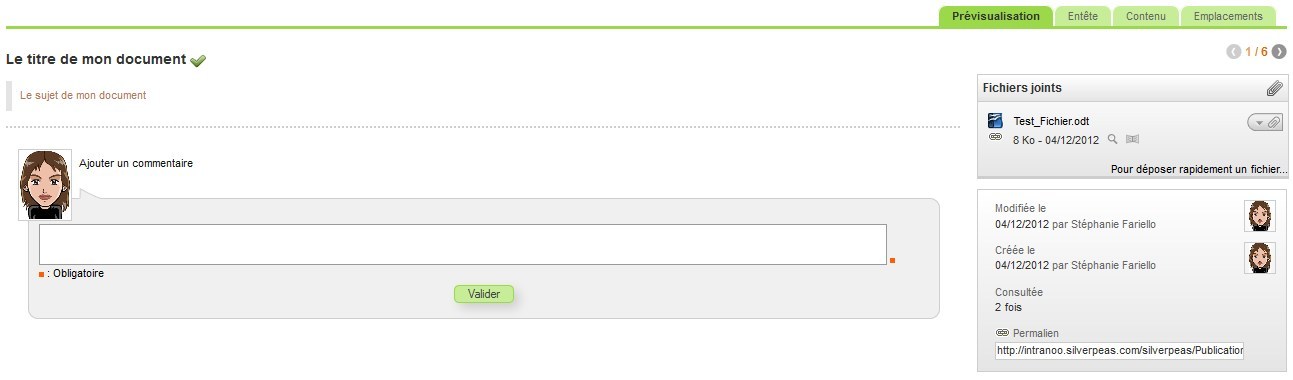 Prévisualisation Entête Contenu Emplacements
Le titre de mon document
1 / 6
Le sujet de mon document
Fichiers joints
Test_Fichier.odt
8 Ko - 04/12/2012
Pour déposer rapidement un fichier...
Ajouter un commentaire
: Obligatoire
Valider
Modifiée le
04/12/2012 par Stéphanie Fariello
Créée le
04/12/2012 par Stéphanie Fariello
Consultée
2 fois
Permalien
http://intranoo.silverpeas.com/silverpeas/Publication